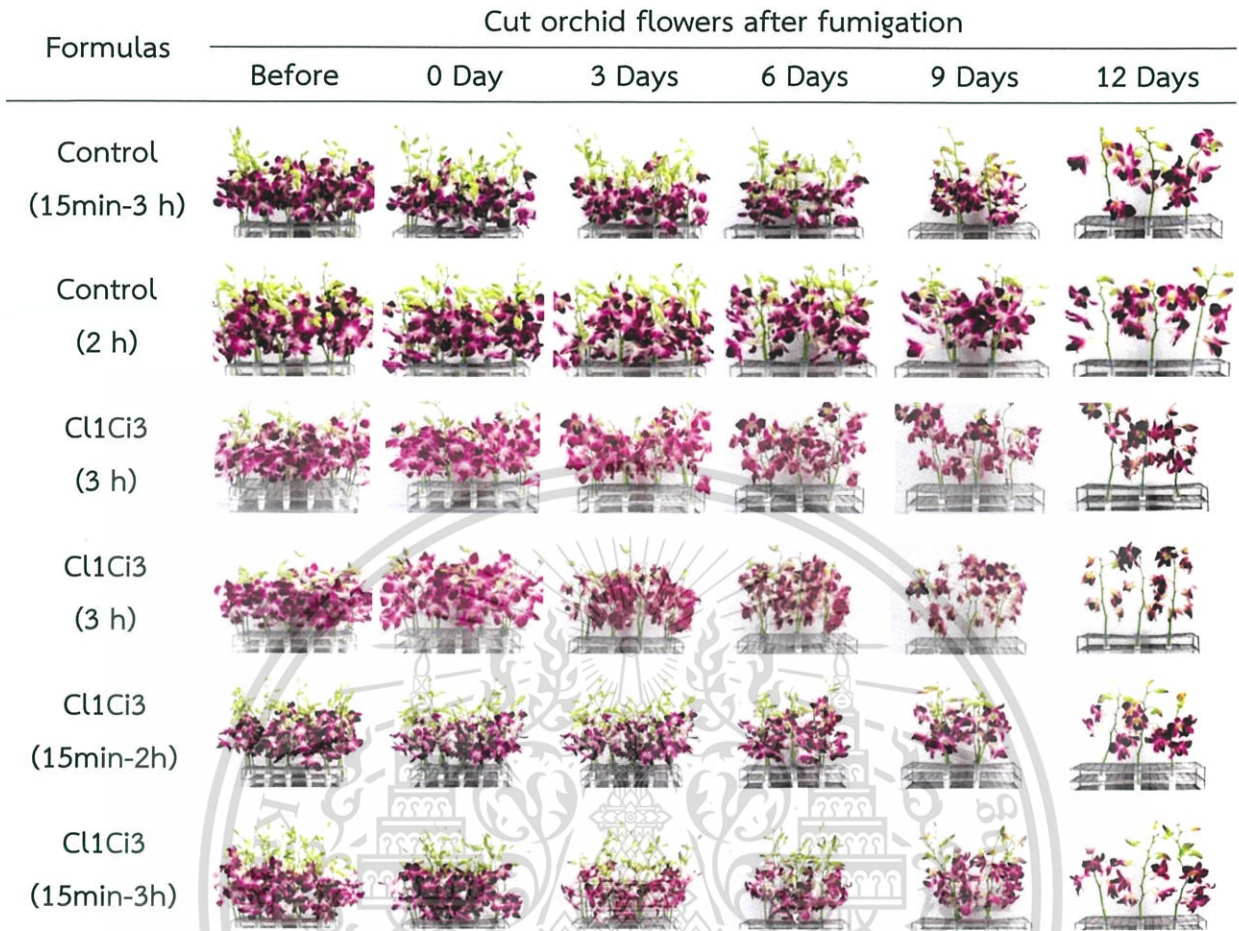 Cut orchid flowers after fumigation
Formulas
Before 0 Day 3 Days 6 Days 9 Days 12 Days
Control
(15min-3 h)
Control
(2 h)
Cl1Ci3
(3 h)
Cl1Ci3
(3 h)
Cl1Ci3
(15min-2h)
Cl1Ci3
(15min-3h)